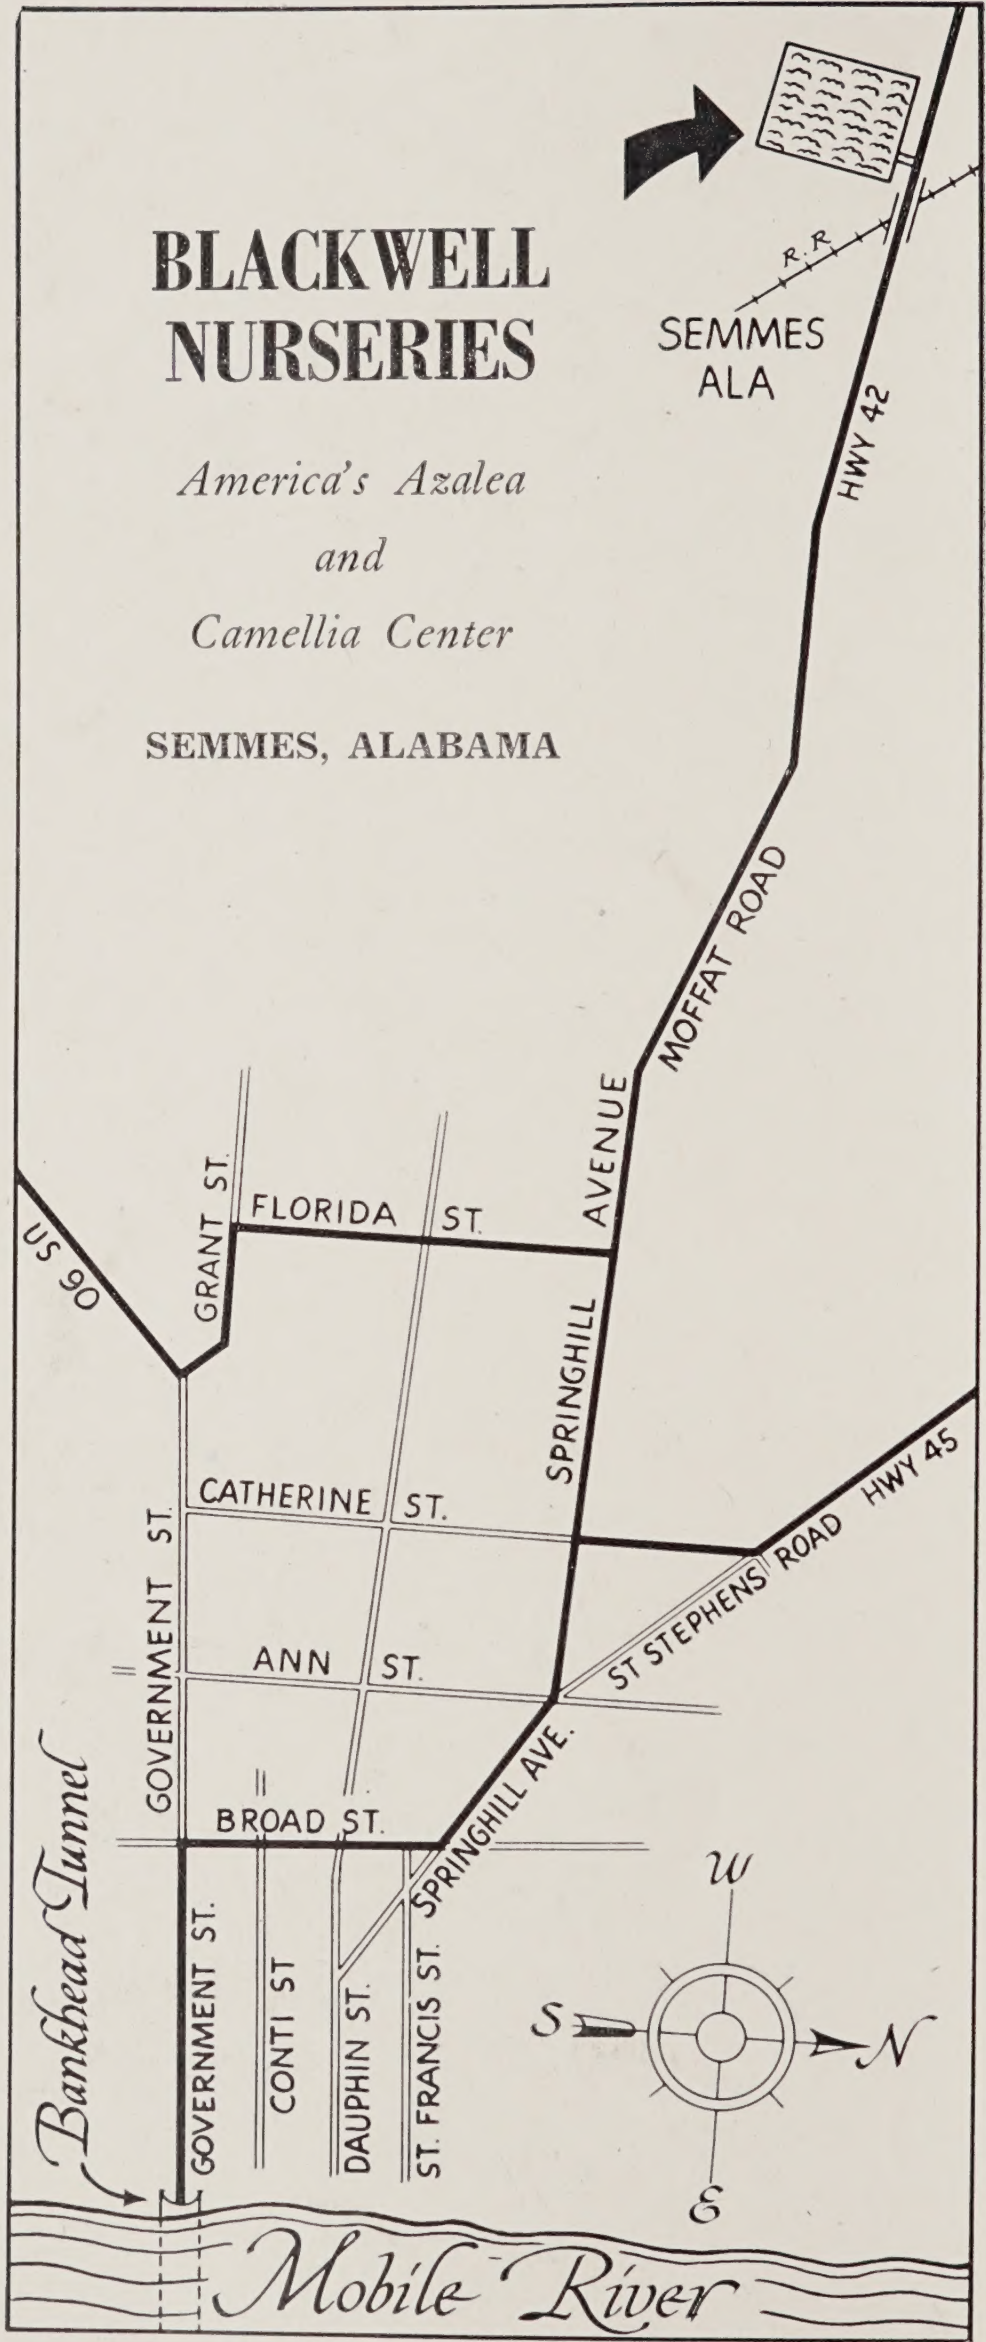 R. R
BLACKWELL
NURSERIES
SEMMES
ALA
HWY 42
America's Azalea
and
Camellia Center
SEMMES, ALABAMA
MOFFAT ROAD
SPRINGHILL AVENUE
GRANT ST.
FLORIDA ST.
US 90
CATHERINE ST.
HWY 45
ST STEPHENS ROAD
GOVERNMENT ST.
ANN ST.
BROAD ST.
SPRINGHILL AVE.
Bankhead Tunnel
GOVERNMENT ST.
CONTI ST
DAUPHIN ST.
ST. FRANCIS ST.
W
S
N
E
Mobile River